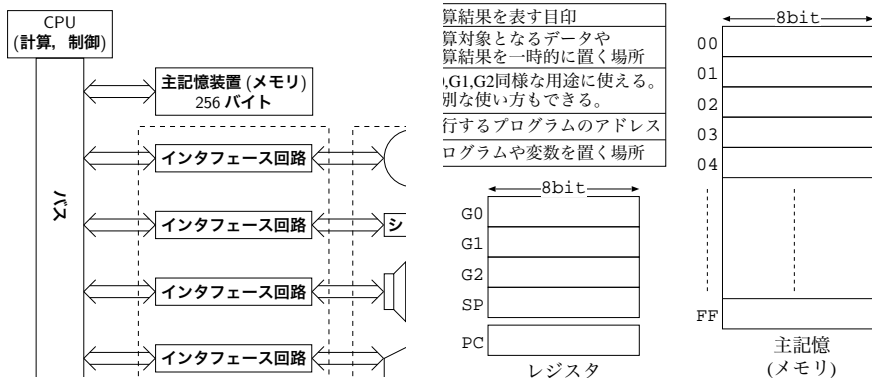 CPU
(計算，制御)
主記憶装置 (メモリ)
256 バイト
インタフェース回路
バス
インタフェース回路
シ
インタフェース回路
インタフェース回路
算結果を表す目印
算対象となるデータや
算結果を一時的に置く場所
,G1,G2同様な用途に使える。
別な使い方もできる。
行するプログラムのアドレス
ログラムや変数を置く場所
8bit
G0
G1
G2
SP
PC
レジスタ
8bit
00
01
02
03
04
FF
主記憶
(メモリ)